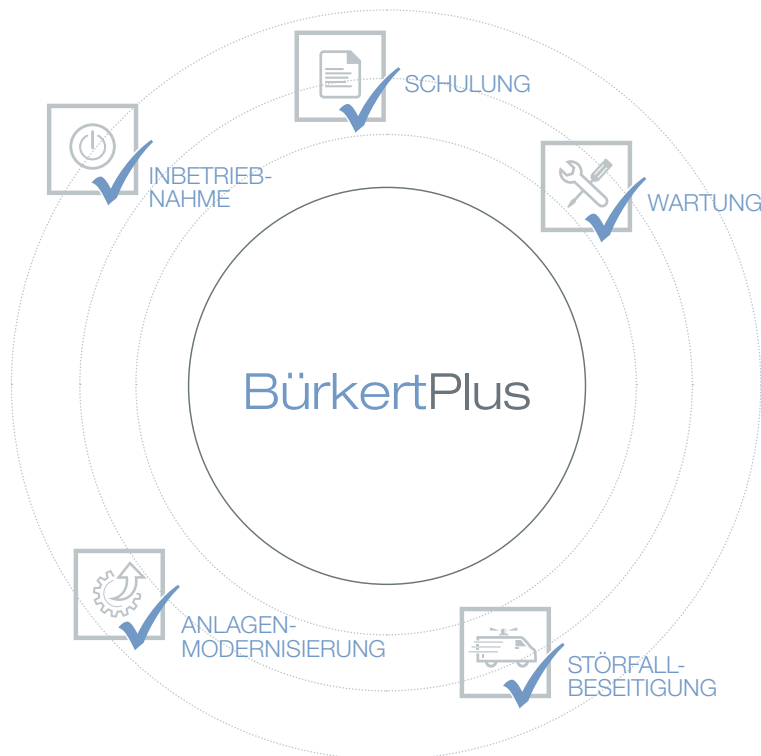 SCHULUNG
INBETRIEB-
NAHME
WARTUNG
BürkertPlus
ANLAGEN-
MODERNISIERUNG
STÖRFALL-
BESEITIGUNG